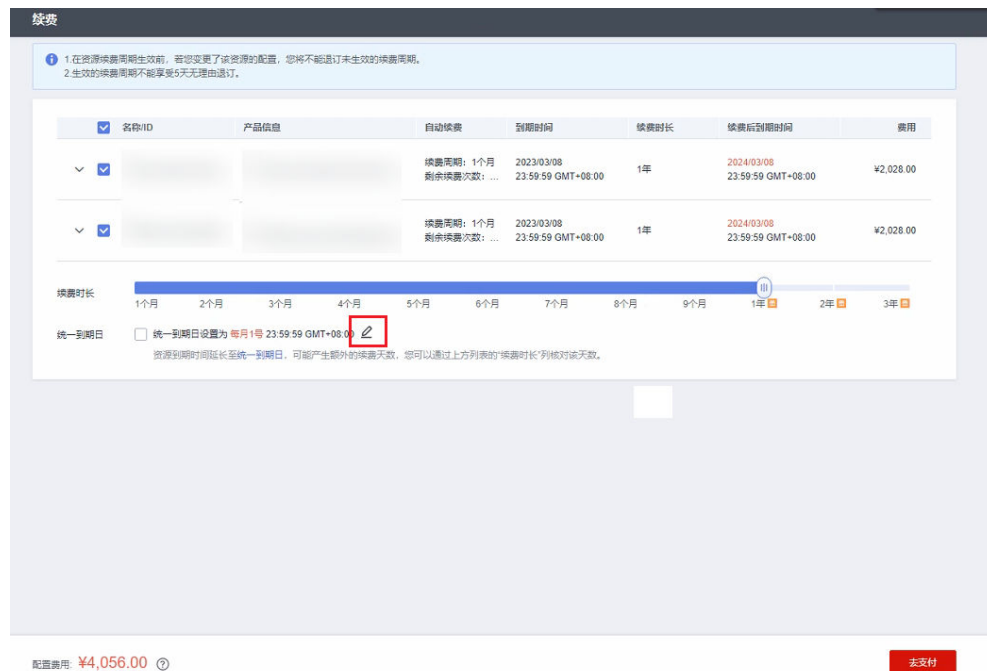 续费
1.在资源续费周期生效前，若您变更了该资源的配置，您将不能退订未生效的续费周期。
2.生效的续费周期不能享受5天无理由退订。
名称/ID 产品信息 自动续费 到期时间 续费时长 续费后到期时间 费用
续费周期：1个月 2023/03/08 1年 2024/03/08 ¥2,028.00
剩余续费次数：... 23:59:59 GMT+08:00 23:59:59 GMT+08:00
续费周期：1个月 2023/03/08 1年 2024/03/08 ¥2,028.00
剩余续费次数：... 23:59:59 GMT+08:00 23:59:59 GMT+08:00
续费时长
1个月 2个月 3个月 4个月 5个月 6个月 7个月 8个月 9个月 1年 2年 3年
统一到期日 统一到期日设置为 每月1号 23:59:59 GMT+08:00
资源到期时间延长至统一到期日，可能产生额外的续费天数，您可以通过上方列表的“续费时长”列核对该天数。
配置费用: ¥4,056.00
去支付